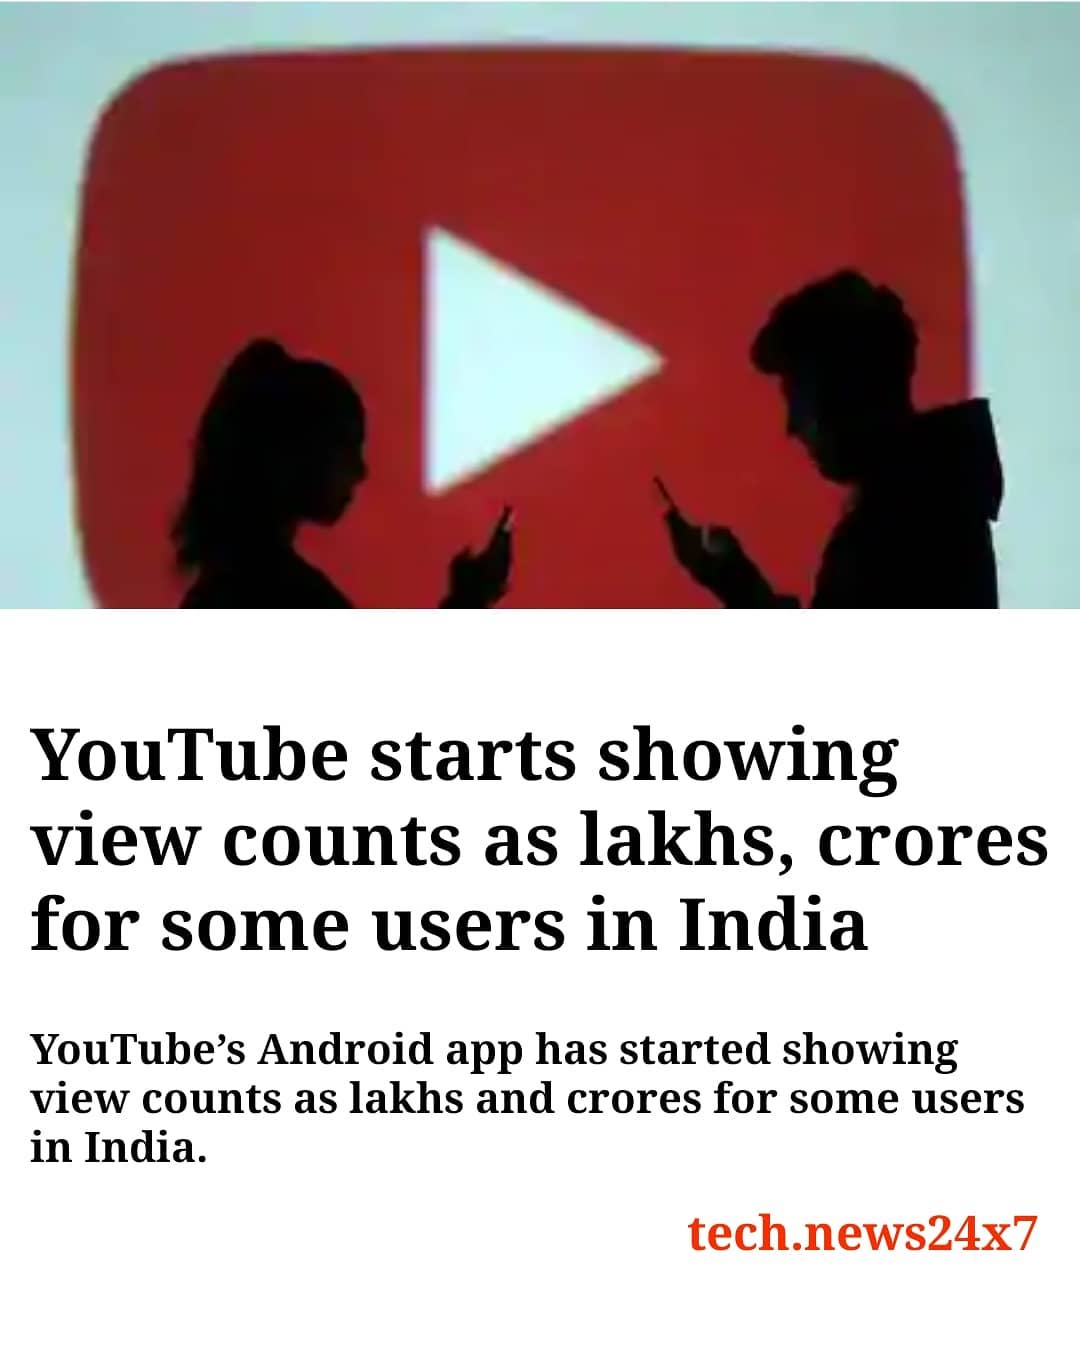 YouTube starts showing
view counts as lakhs, crores
for some users in India
YouTube’s Android app has started showing
view counts as lakhs and crores for some users
in India.
tech.news24x7